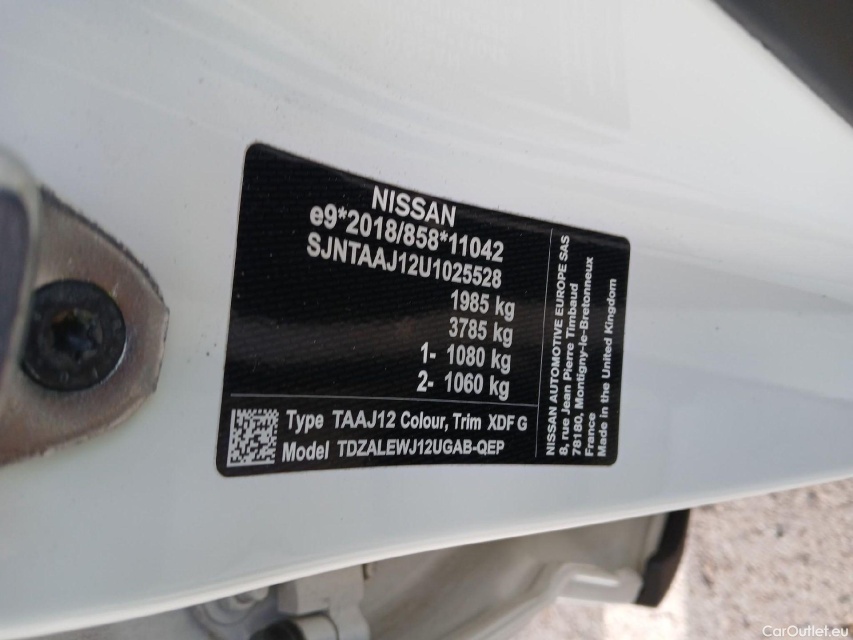 NISSAN
e9*2018/858*11042
SJNTAAJ12U1025528
1985 kg
3785 kg
1- 1080 kg
2- 1060 kg
Type TAAJ12 Colour, Trim XDF G
Model TDZALEWJ12UGAB-QEP
NISSAN AUTOMOTIVE EUROPE SAS
8, rue Jean Pierre Timbaud
78180, Montigny-le-Bretonneux
France
Made in the United Kingdom
CarOutlet.eu